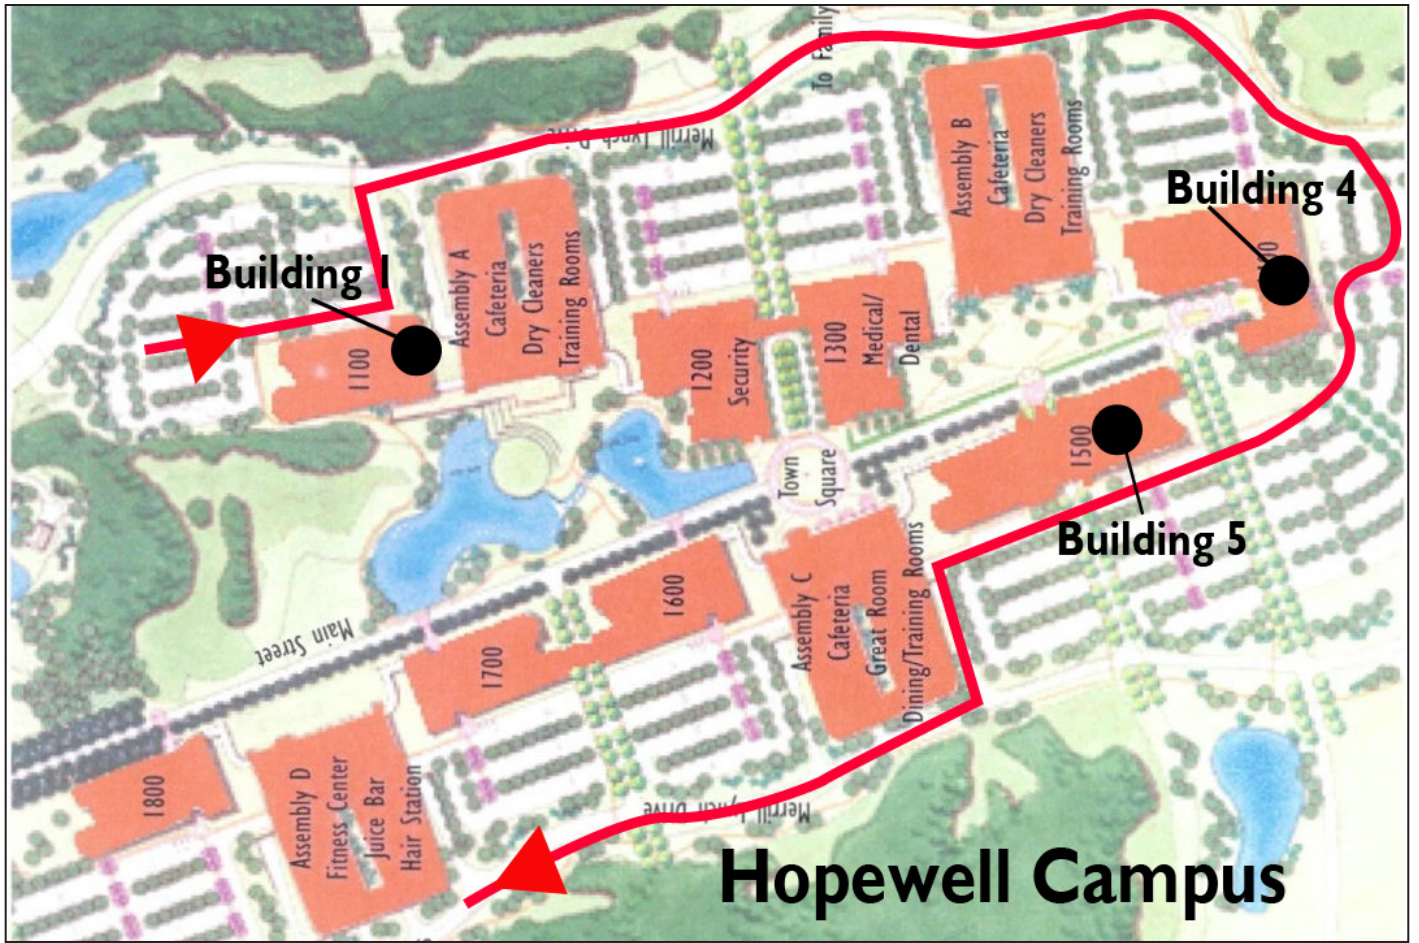 To Family
Merrill Lynch Drive
Building 1
1100
Assembly A
Cafeteria
Dry Cleaners
Training Rooms
1200
Security
1300
Medical/
Dental
Assembly B
Cafeteria
Dry Cleaners
Training Rooms
Building 4
1500
Building 5
Town
Square
Main Street
1600
1700
Assembly C
Cafeteria
Great Room
Dining/Training Rooms
1800
Assembly D
Fitness Center
Juice Bar
Hair Station
Merrill Lynch Drive
Hopewell Campus